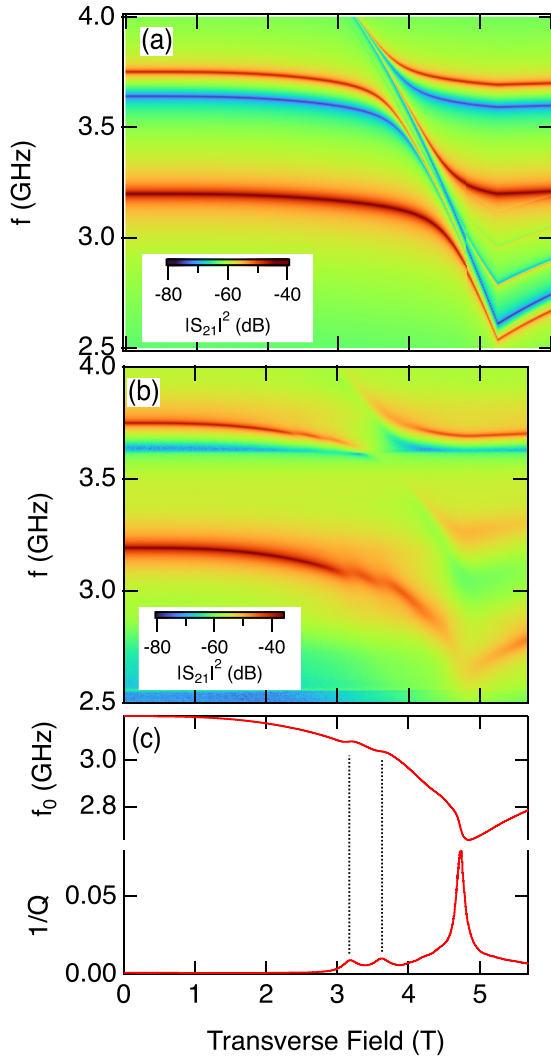 (a)
4.0
3.5
3.0
2.5
f (GHz)
-80 -60 -40
|S21|² (dB)
(b)
4.0
3.5
3.0
2.5
f (GHz)
-80 -60 -40
|S21|² (dB)
(c)
3.0
2.8
f0 (GHz)
0.05
0.00
1/Q
0 1 2 3 4 5
Transverse Field (T)